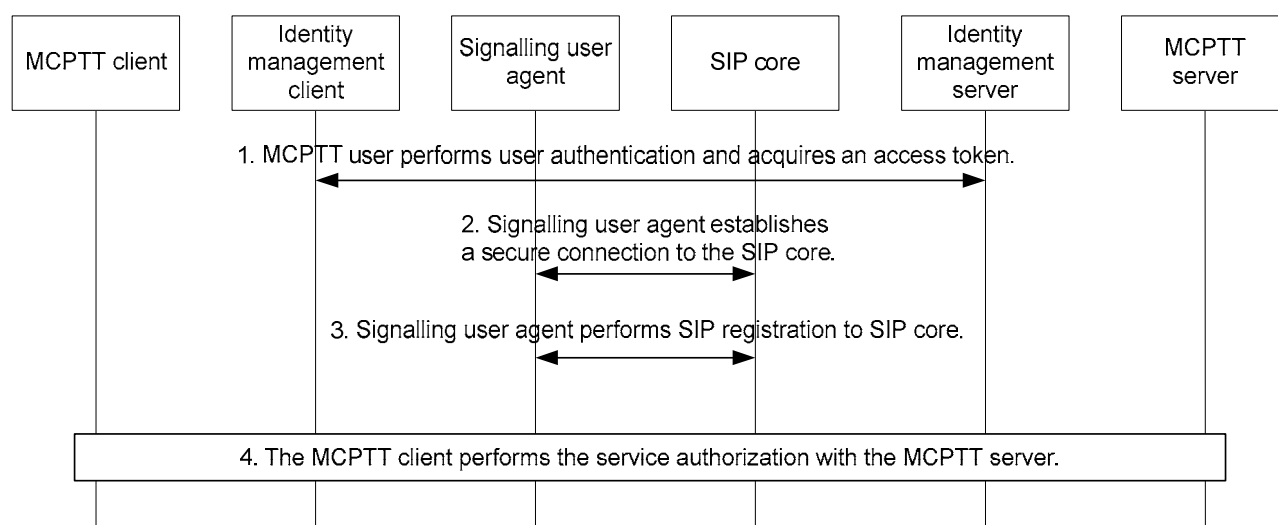 MCPTT client
Identity
management
client
Signalling user
agent
SIP core
Identity
management
server
MCPTT
server
1. MCPTT user performs user authentication and acquires an access token.
2. Signalling user agent establishes
a secure connection to the SIP core.
3. Signalling user agent performs SIP registration to SIP core.
4. The MCPTT client performs the service authorization with the MCPTT server.